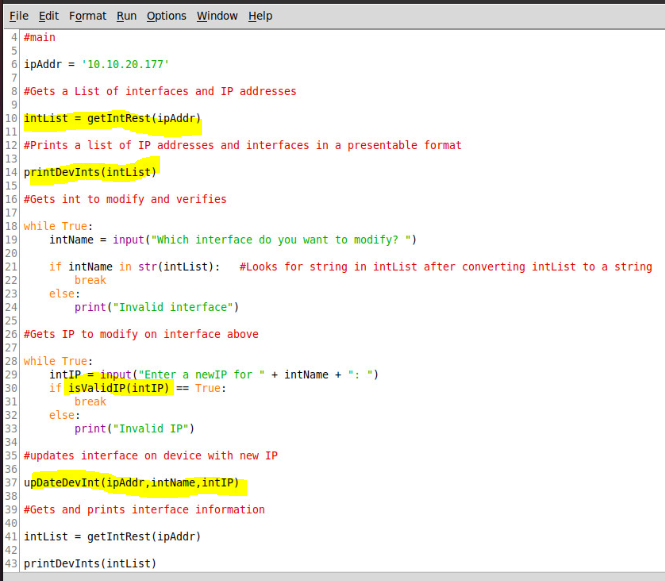 File Edit Format Run Options Window Help
4 #main
5
6 ipAddr = '10.10.20.177'
7
8 #Gets a List of interfaces and IP addresses
9
10 intList = getIntRest(ipAddr)
11
12 #Prints a list of IP addresses and interfaces in a presentable format
13
14 printDevInts(intList)
15
16 #Gets int to modify and verifies
17
18 while True:
19     intName = input("Which interface do you want to modify? ")
20
21     if intName in str(intList):   #Looks for string in intList after converting intList to a string
22         break
23     else:
24         print("Invalid interface")
25
26 #Gets IP to modify on interface above
27
28 while True:
29     intIP = input("Enter a newIP for " + intName + ": ")
30     if isValidIP(intIP) == True:
31         break
32     else:
33         print("Invalid IP")
34
35 #updates interface on device with new IP
36
37 upDateDevInt(ipAddr,intName,intIP)
38
39 #Gets and prints interface information
40
41 intList = getIntRest(ipAddr)
42
43 printDevInts(intList)